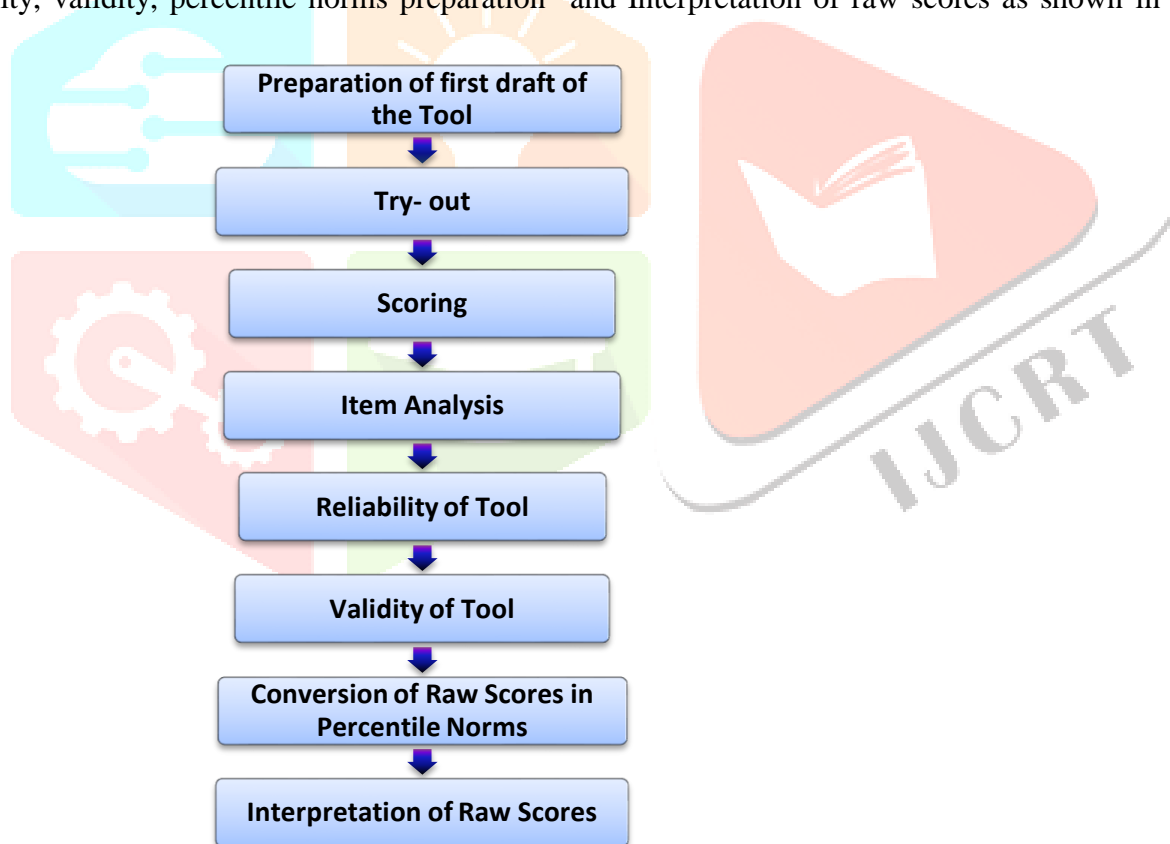 validity, percentile norms preparation and Interpretation of raw scores as shown in
Preparation of first draft of
the Tool
Try- out
Scoring
Item Analysis
Reliability of Tool
Validity of Tool
Conversion of Raw Scores in
Percentile Norms
Interpretation of Raw Scores
IJCRT